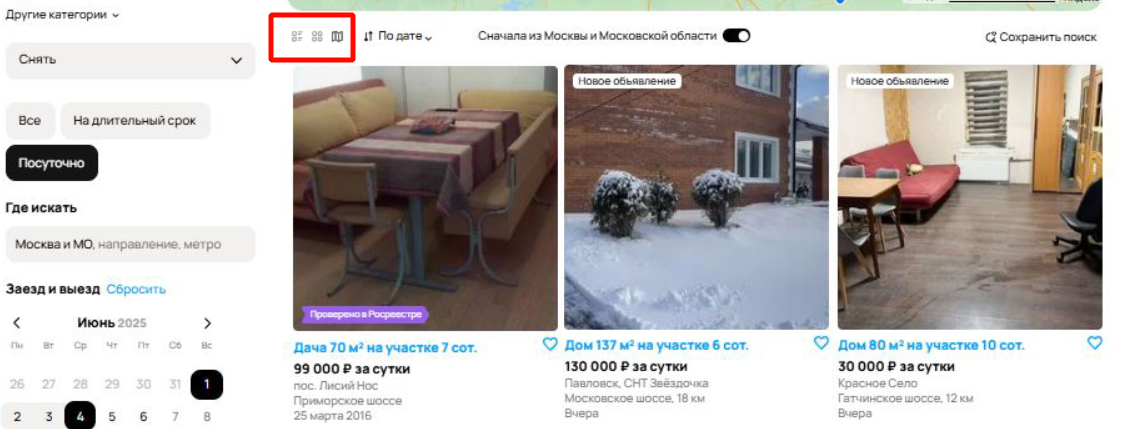 Другие категории
По дате
Сначала из Москвы и Московской области
Сохранить поиск
Снять
Все
На длительный срок
Посуточно
Где искать
Москва и МО, направление, метро
Заезд и выезд Сбросить
Июнь 2025
Пн Вт Ср Чт Пт Сб Вс
26 27 28 29 30 31 1
2 3 4 5 6 7 8
Проверено в Росреестре
Дача 70 м² на участке 7 сот.
99 000 ₽ за сутки
пос. Лисий Нос
Приморское шоссе
25 марта 2016
Новое объявление
Дом 137 м² на участке 6 сот.
130 000 ₽ за сутки
Павловск, СНТ Звёздочка
Московское шоссе, 18 км
Вчера
Новое объявление
Дом 80 м² на участке 10 сот.
30 000 ₽ за сутки
Красное Село
Гатчинское шоссе, 12 км
Вчера